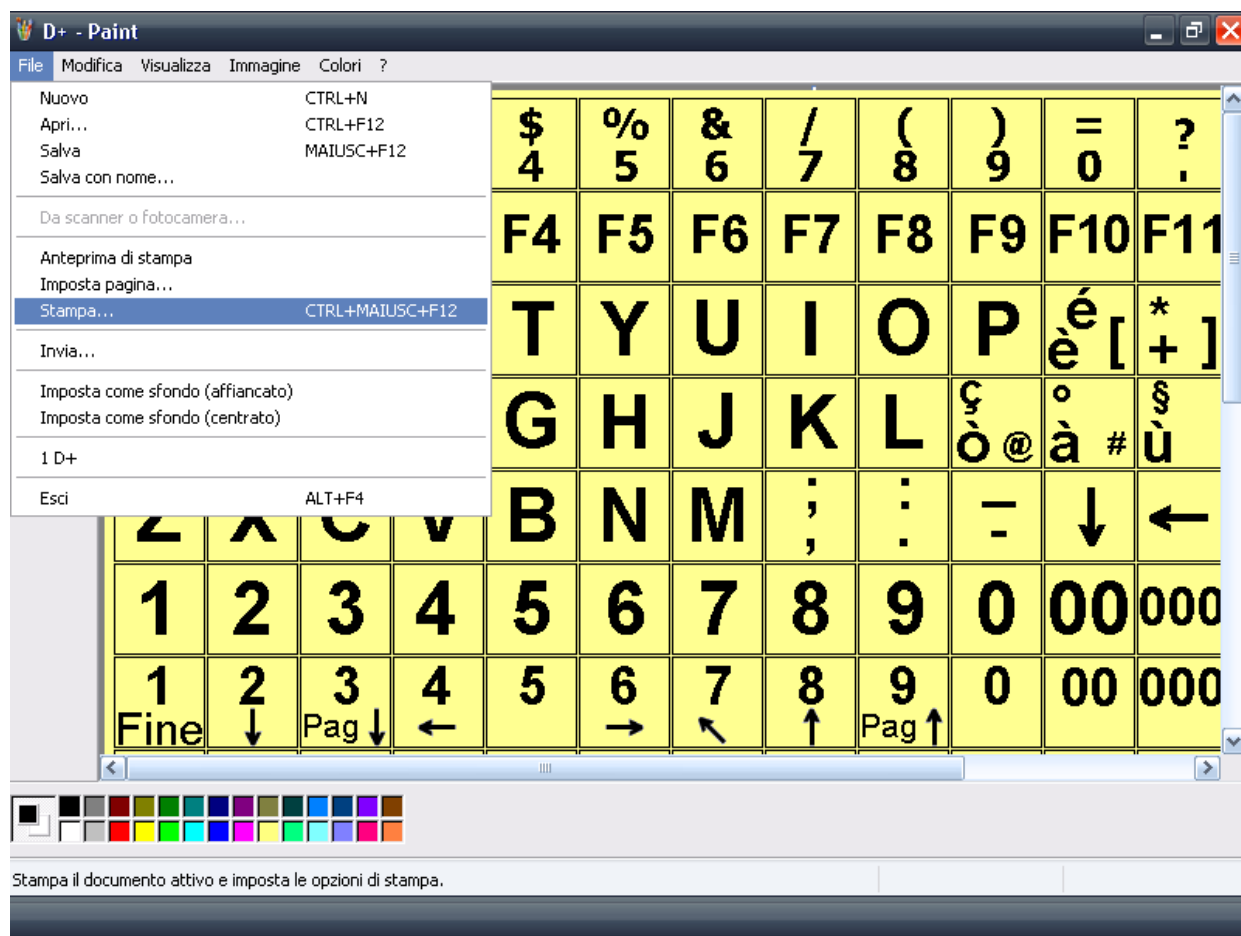 D+ - Paint
File Modifica Visualizza Immagine Colori ?
Nuovo CTRL+N
Apri... CTRL+F12
Salva MAIUSC+F12
Salva con nome...
Da scanner o fotocamera...
Anteprima di stampa
Imposta pagina...
Stampa... CTRL+MAIUSC+F12
Invia...
Imposta come sfondo (affiancato)
Imposta come sfondo (centrato)
1 D+
Esci ALT+F4
$ % & / ( ) = ?
4 5 6 7 8 9 0 .
F4 F5 F6 F7 F8 F9 F10 F11
T Y U I O P é è [ * + ]
G H J K L ç ò @ ° à # § ù
Z X C V B N M ; , : . _ - ↓ ←
1 2 3 4 5 6 7 8 9 0 00 000
1 2 3 4 5 6 7 8 9 0 00 000
Fine ↓ Pag ↓ ← → ↖ ↑ Pag ↑
Stampa il documento attivo e imposta le opzioni di stampa.